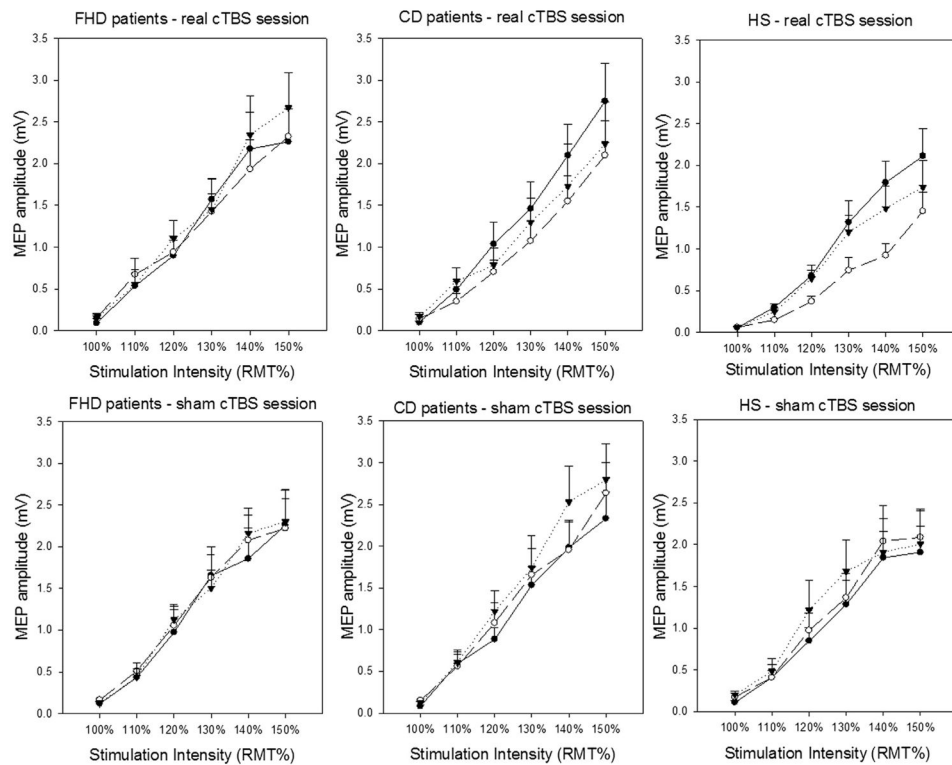 FHD patients - real cTBS session
MEP amplitude (mV)
3.5
3.0
2.5
2.0
1.5
1.0
0.5
0.0
100% 110% 120% 130% 140% 150%
Stimulation Intensity (RMT%)
CD patients - real cTBS session
MEP amplitude (mV)
3.5
3.0
2.5
2.0
1.5
1.0
0.5
0.0
100% 110% 120% 130% 140% 150%
Stimulation Intensity (RMT%)
HS - real cTBS session
MEP amplitude (mV)
3.5
3.0
2.5
2.0
1.5
1.0
0.5
0.0
100% 110% 120% 130% 140% 150%
Stimulation Intensity (RMT%)
FHD patients - sham cTBS session
MEP amplitude (mV)
3.5
3.0
2.5
2.0
1.5
1.0
0.5
0.0
100% 110% 120% 130% 140% 150%
Stimulation Intensity (RMT%)
CD patients - sham cTBS session
MEP amplitude (mV)
3.5
3.0
2.5
2.0
1.5
1.0
0.5
0.0
100% 110% 120% 130% 140% 150%
Stimulation Intensity (RMT%)
HS - sham cTBS session
MEP amplitude (mV)
3.5
3.0
2.5
2.0
1.5
1.0
0.5
0.0
100% 110% 120% 130% 140% 150%
Stimulation Intensity (RMT%)